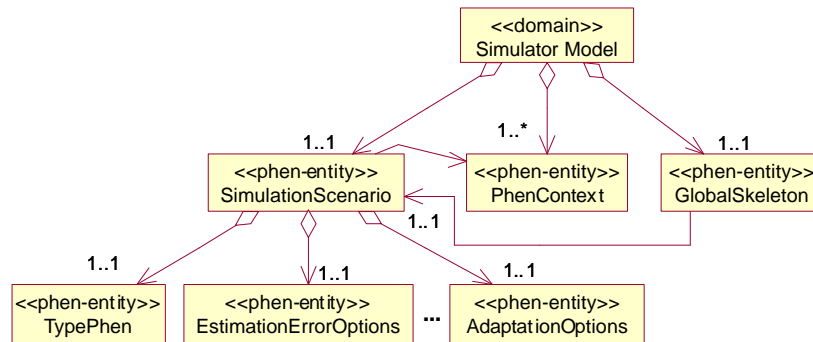 <<domain>>
Simulator Model
1..1
1..*
1..1
<<phen-entity>>
SimulationScenario
<<phen-entity>>
PhenContext
<<phen-entity>>
GlobalSkeleton
1..1
1..1
1..1
1..1
<<phen-entity>>
TypePhen
<<phen-entity>>
EstimationErrorOptions
...
<<phen-entity>>
AdaptationOptions